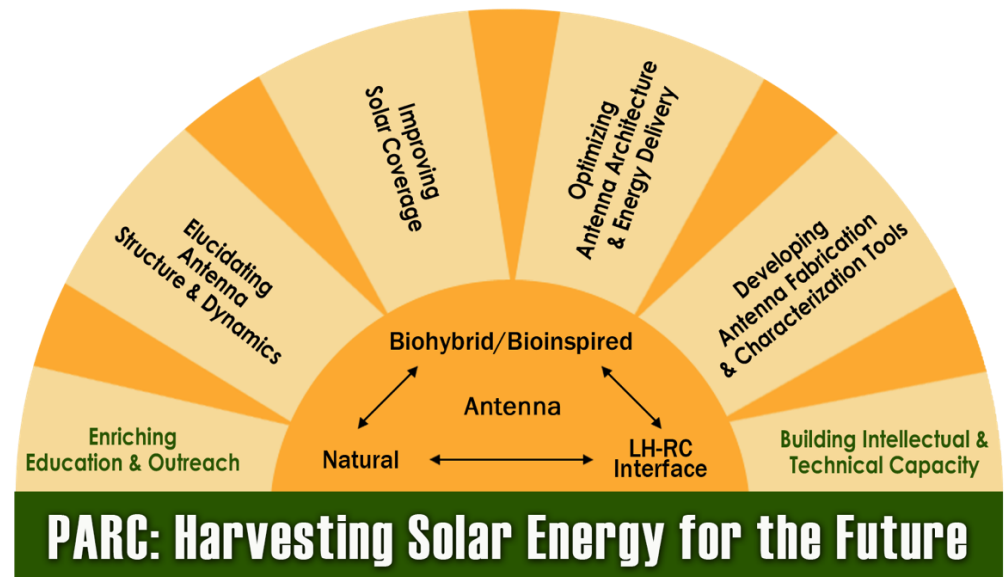 Enriching
Education & Outreach
Elucidating
Antenna
Structure & Dynamics
Improving
Solar Coverage
Optimizing
Antenna Architecture
& Energy Delivery
Developing
Antenna Fabrication
& Characterization Tools
Building Intellectual &
Technical Capacity
Biohybrid/Bioinspired
Antenna
Natural
LH-RC
Interface
PARC: Harvesting Solar Energy for the Future